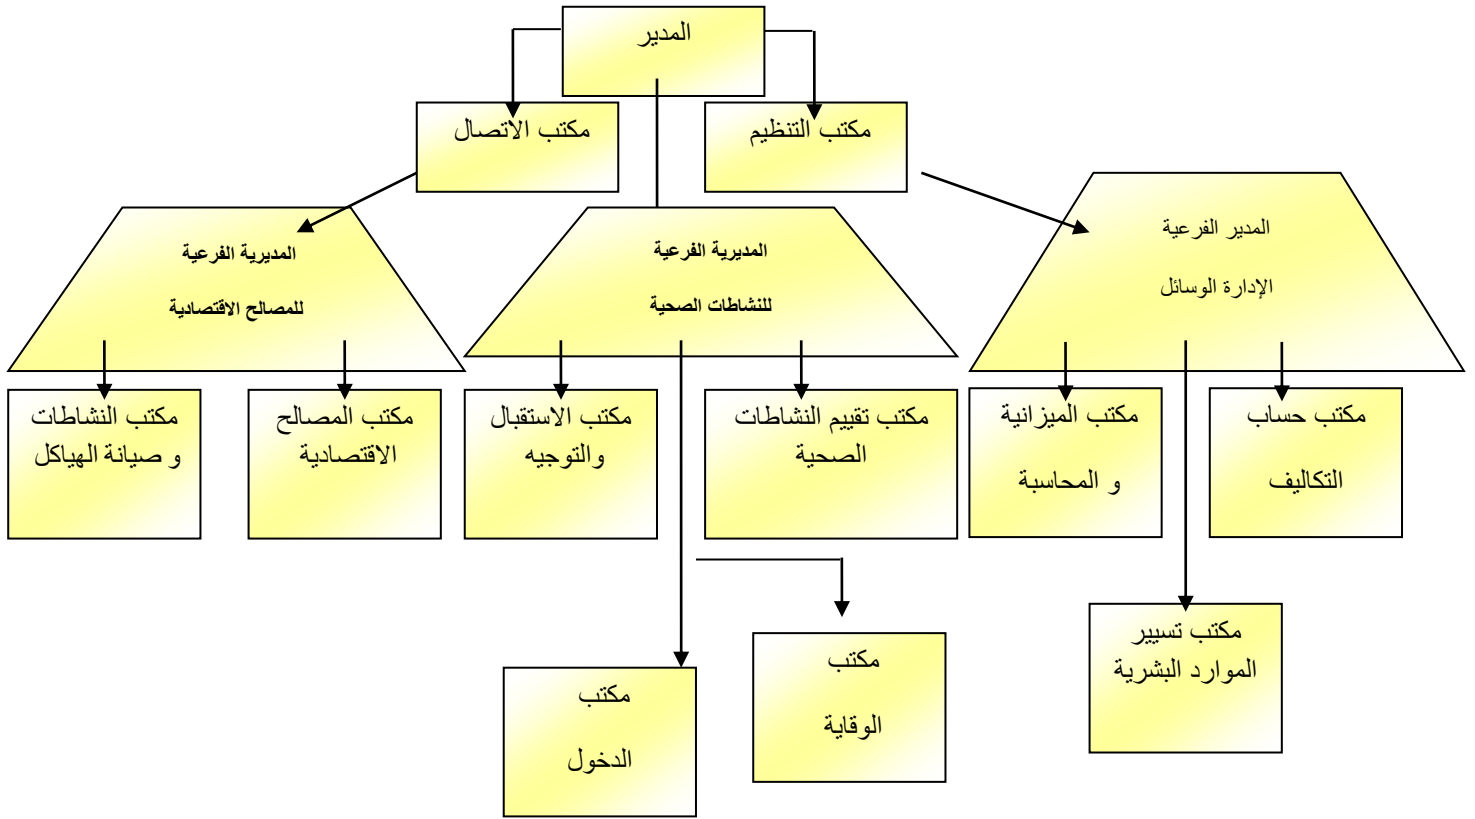 المدير
مكتب التنظيم
مكتب الاتصال
المدير الفرعية
الإدارة الوسائل
المديرية الفرعية
للنشاطات الصحية
المديرية الفرعية
للمصالح الاقتصادية
مكتب حساب
التكاليف
مكتب الميزانية
و المحاسبة
مكتب تقييم النشاطات
الصحية
مكتب الاستقبال
والتوجيه
مكتب المصالح
الاقتصادية
مكتب النشاطات
و صيانة الهياكل
مكتب تسيير
الموارد البشرية
مكتب
الوقاية
مكتب
الدخول